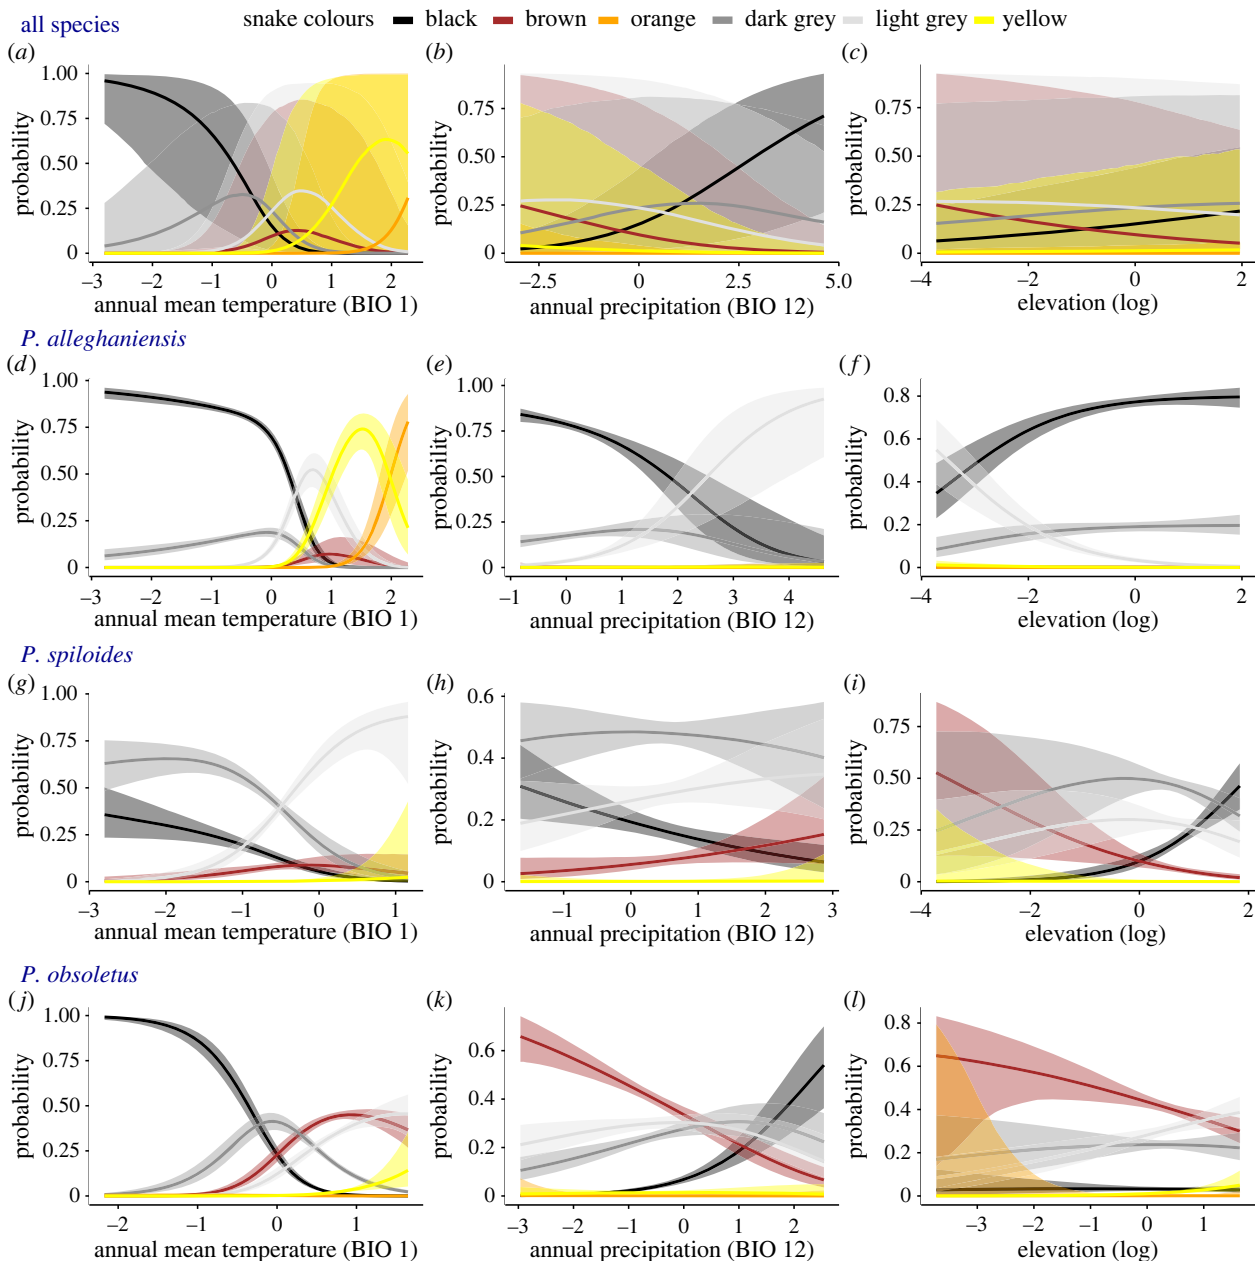 all species
snake colours black brown orange dark grey light grey yellow
(a) (b) (c)
probability
1.00
0.75
0.50
0.25
0
−3 −2 −1 0 1 2
annual mean temperature (BIO 1)
probability
0.75
0.50
0.25
0
−2.5 0 2.5 5.0
annual precipitation (BIO 12)
probability
0.75
0.50
0.25
0
−4 −2 0 2
elevation (log)
P. alleghaniensis
(d) (e) (f)
probability
1.00
0.75
0.50
0.25
0
−3 −2 −1 0 1 2
annual mean temperature (BIO 1)
probability
1.00
0.75
0.50
0.25
0
−1 0 1 2 3 4
annual precipitation (BIO 12)
probability
0.8
0.6
0.4
0.2
0
−4 −2 0 2
elevation (log)
P. spiloides
(g) (h) (i)
probability
1.00
0.75
0.50
0.25
0
−3 −2 −1 0 1
annual mean temperature (BIO 1)
probability
0.6
0.4
0.2
0
−1 0 1 2 3
annual precipitation (BIO 12)
probability
0.75
0.50
0.25
0
−4 −2 0 2
elevation (log)
P. obsoletus
(j) (k) (l)
probability
1.00
0.75
0.50
0.25
0
−2 −1 0 1
annual mean temperature (BIO 1)
probability
0.6
0.4
0.2
0
−3 −2 −1 0 1 2
annual precipitation (BIO 12)
probability
0.8
0.6
0.4
0.2
0
−3 −2 −1 0 1
elevation (log)